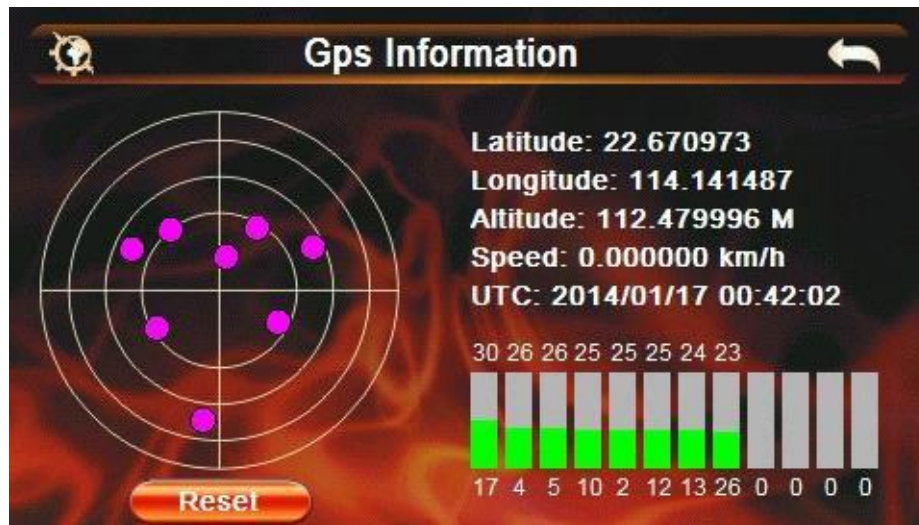 Gps Information
Latitude: 22.670973
Longitude: 114.141487
Altitude: 112.479996 M
Speed: 0.000000 km/h
UTC: 2014/01/17 00:42:02
30 26 26 25 25 25 24 23
17 4 5 10 2 12 13 26 0 0 0 0
Reset